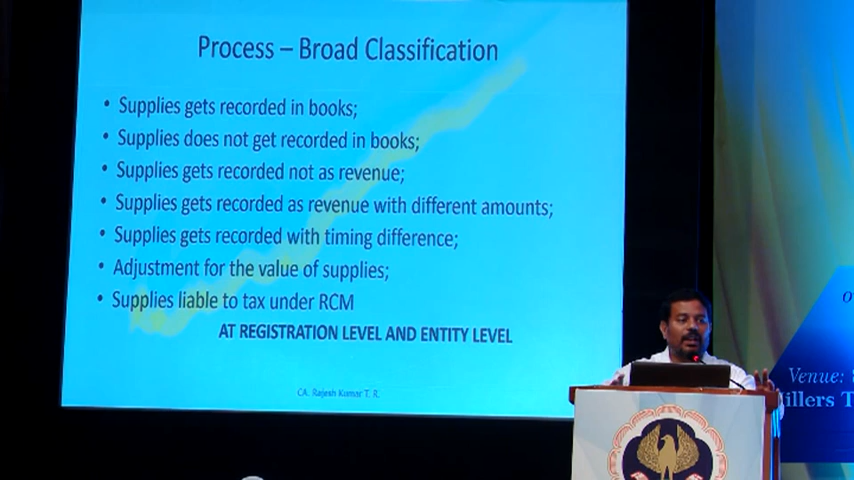 Process – Broad Classification
• Supplies gets recorded in books;
• Supplies does not get recorded in books;
• Supplies gets recorded not as revenue;
• Supplies gets recorded as revenue with different amounts;
• Supplies gets recorded with timing difference;
• Adjustment for the value of supplies;
• Supplies liable to tax under RCM
AT REGISTRATION LEVEL AND ENTITY LEVEL
CA. Rajesh Kumar T. R.
Venue:
illers T